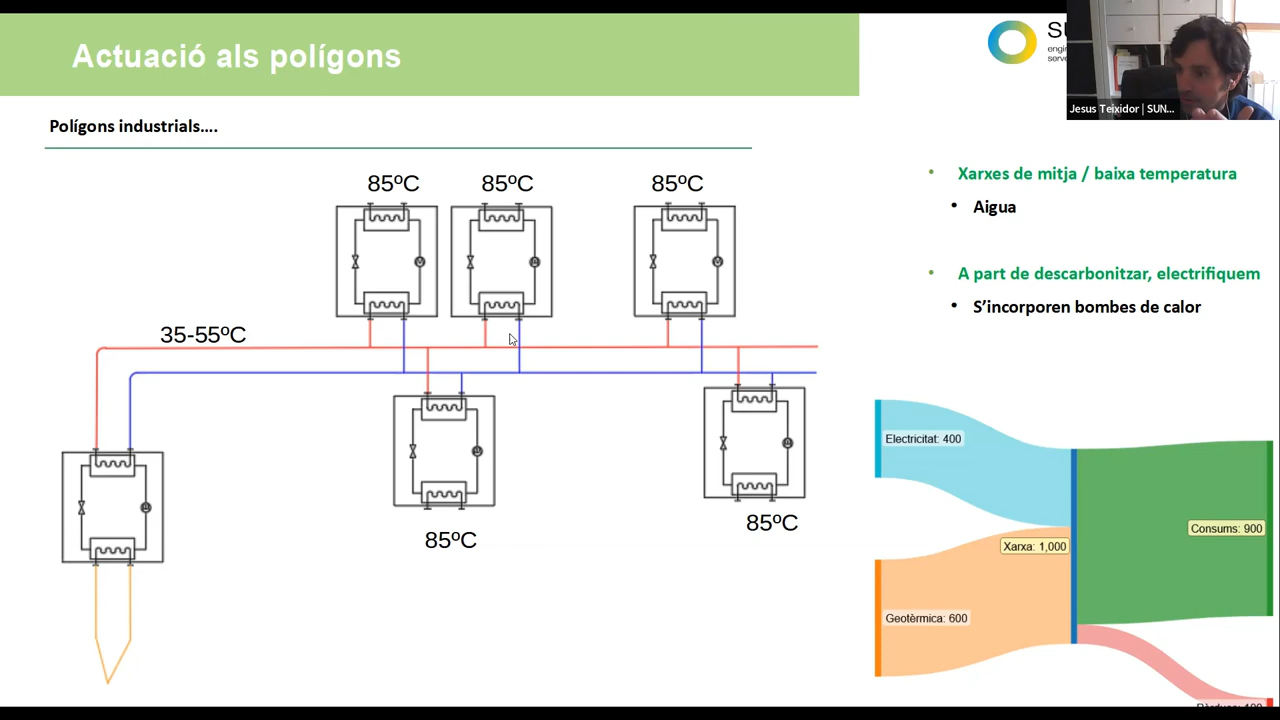 Actuació als polígons
Jesus Teixidor | SUN...
Polígons industrials....
85ºC
85ºC
85ºC
35-55ºC
85ºC
85ºC
Xarxes de mitja / baixa temperatura
Aigua
A part de descarbonitzar, electrifiquem
S’incorporen bombes de calor
Electricitat: 400
Consums: 900
Xarxa: 1,000
Geotèrmica: 600